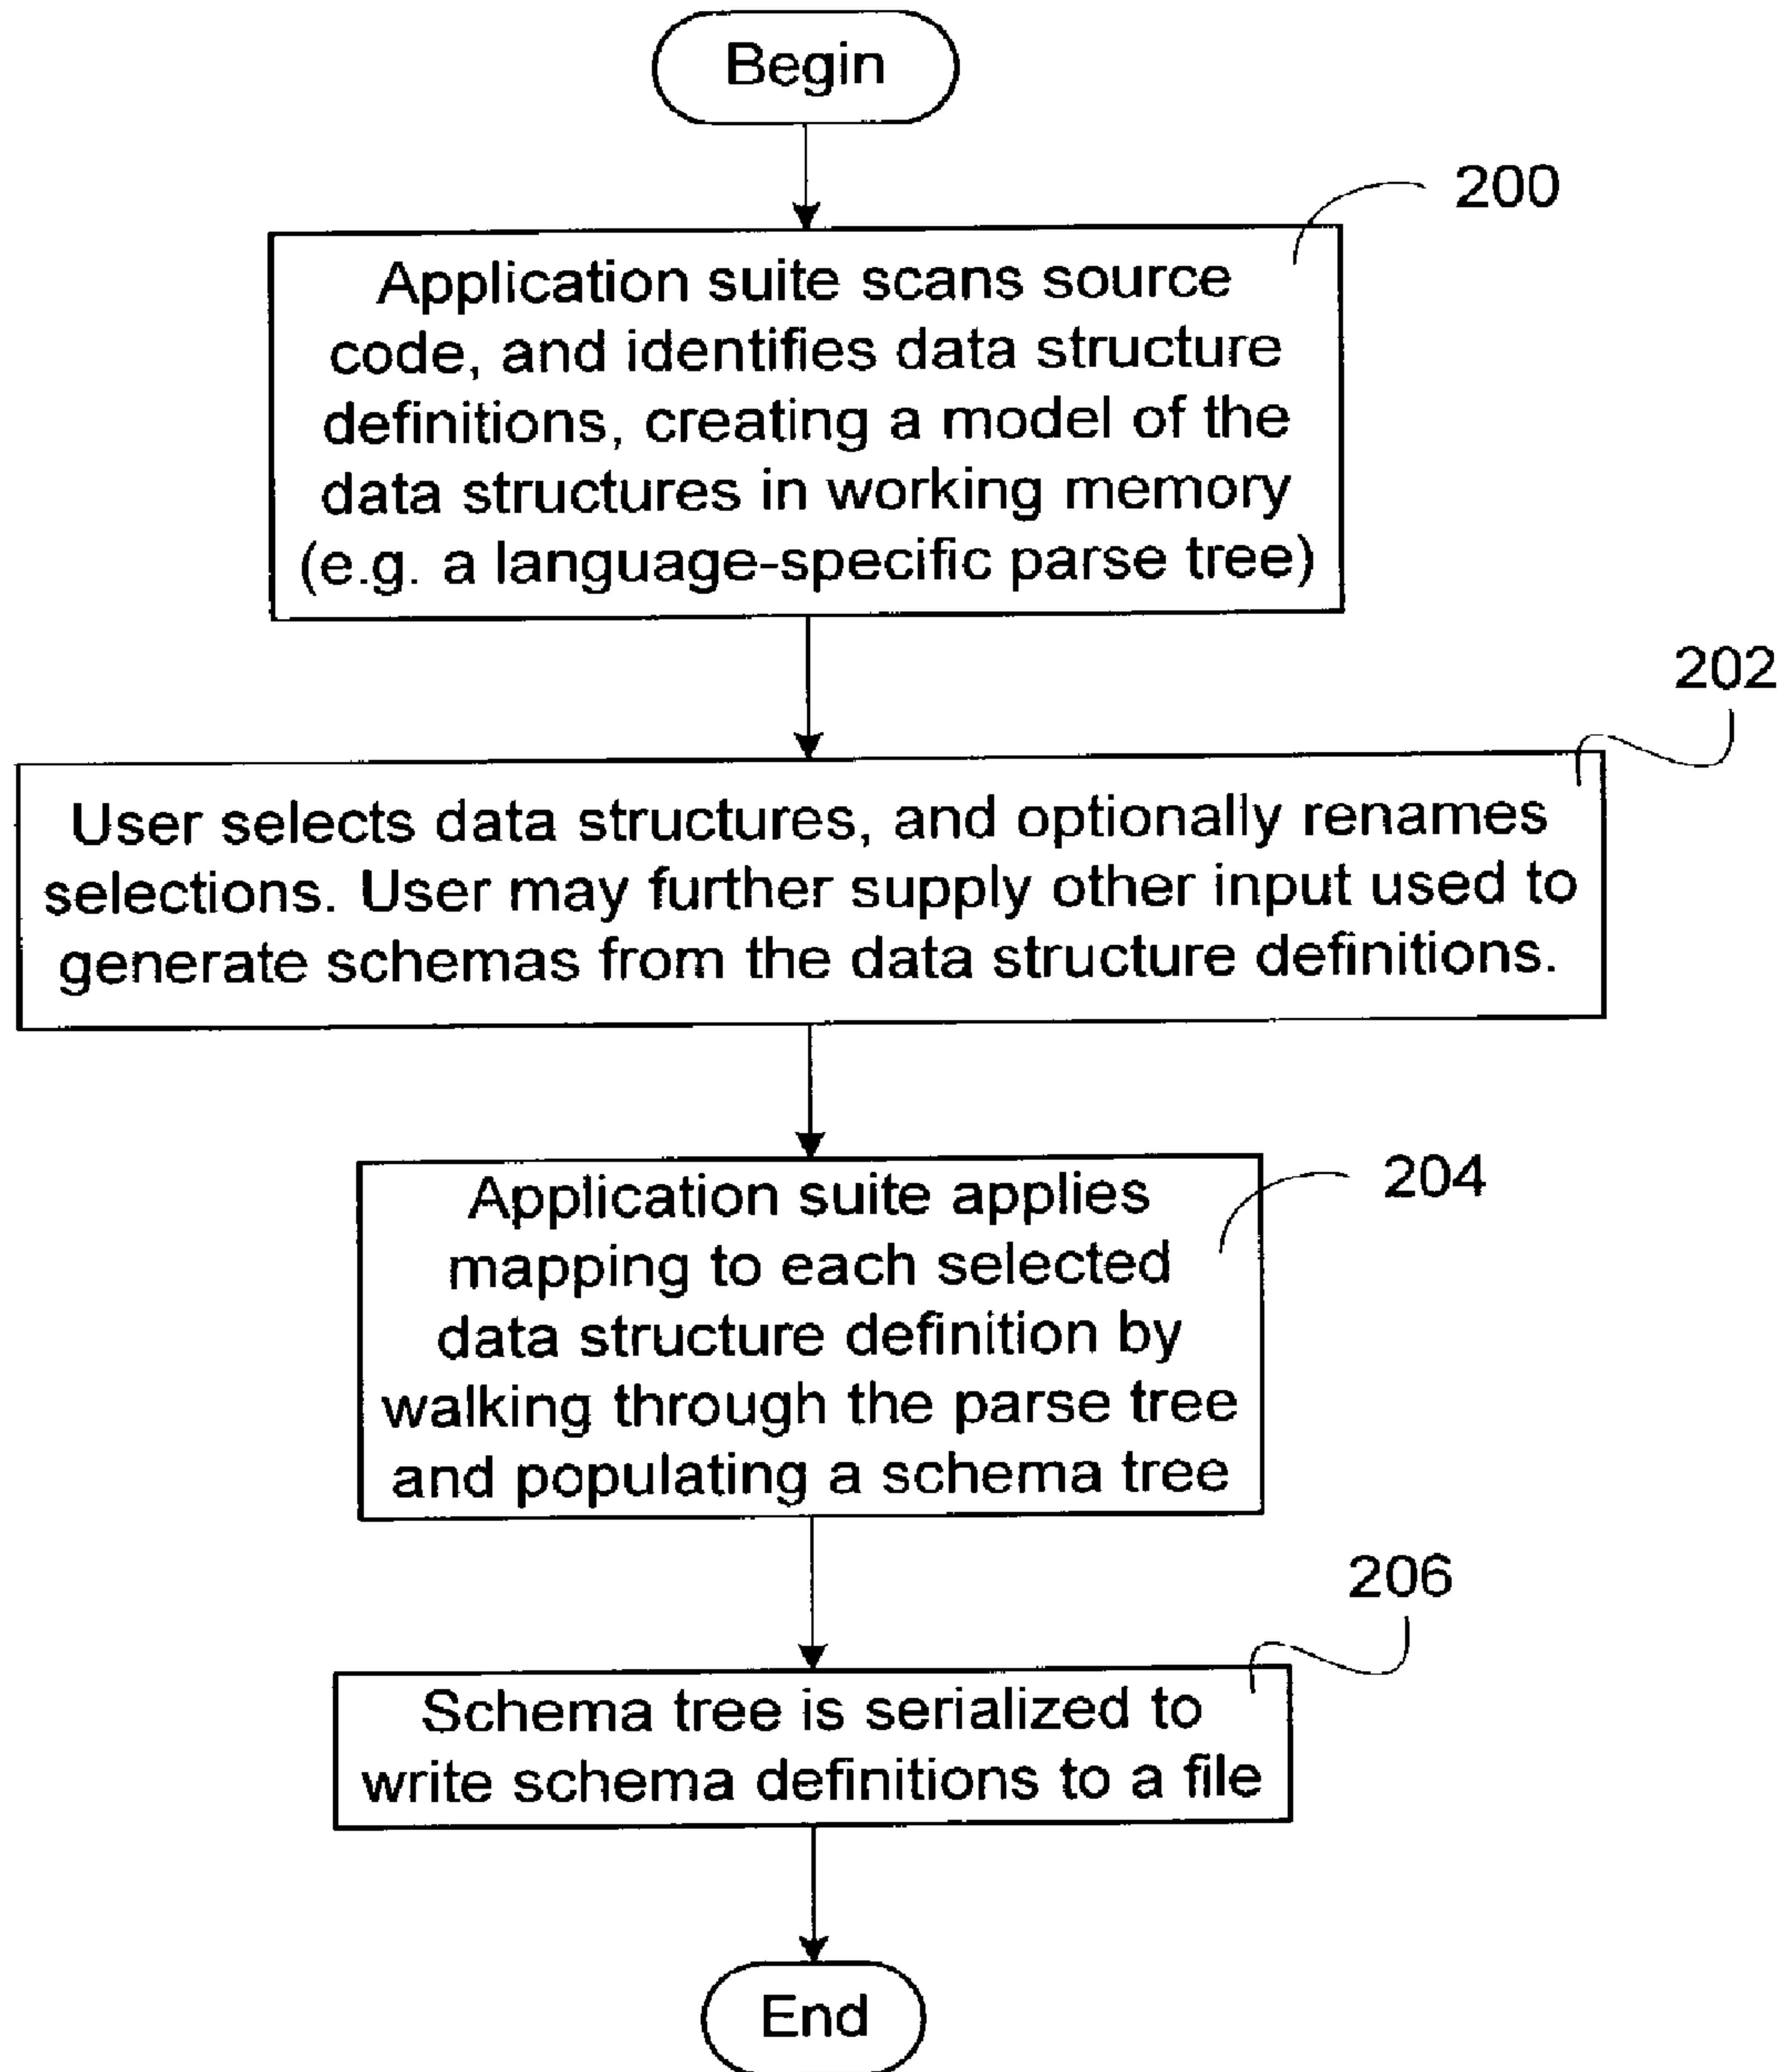 Begin
200
Application suite scans source
code, and identifies data structure
definitions, creating a model of the
data structures in working memory
(e.g. a language-specific parse tree)
202
User selects data structures, and optionally renames
selections. User may further supply other input used to
generate schemas from the data structure definitions.
204
Application suite applies
mapping to each selected
data structure definition by
walking through the parse tree
and populating a schema tree
206
Schema tree is serialized to
write schema definitions to a file
End